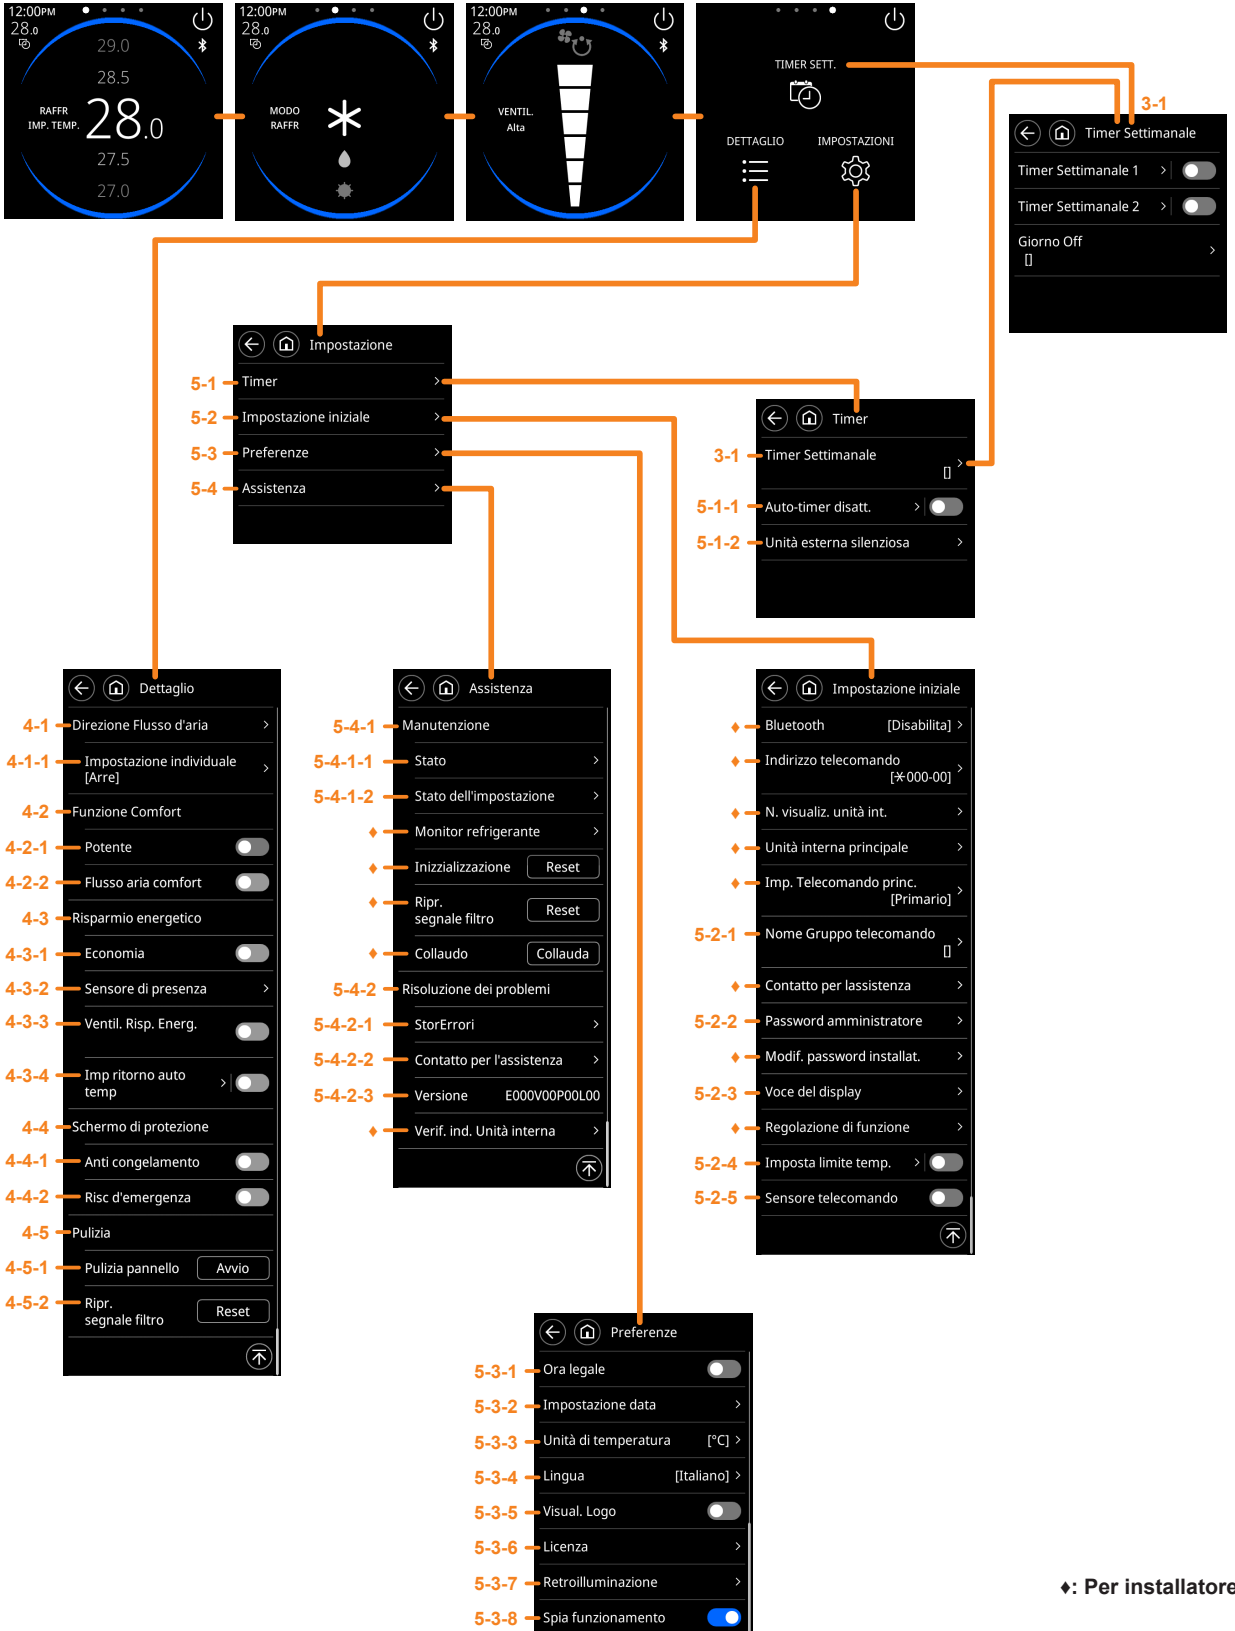 12:00PM
28.0
29.0
28.5
RAFFR
IMP. TEMP.
28.0
27.5
27.0
12:00PM
28.0
MODO
RAFFR
12:00PM
28.0
VENTIL.
Alta
TIMER SETT.
DETTAGLIO
IMPOSTAZIONI
3-1
Timer Settimanale
Timer Settimanale 1 >
Timer Settimanale 2 >
Giorno Off >
[]
Impostazione
5-1 Timer >
5-2 Impostazione iniziale >
5-3 Preferenze >
5-4 Assistenza >
Timer
3-1 Timer Settimanale
[] >
5-1-1 Auto-timer disatt. >
5-1-2 Unità esterna silenziosa >
Dettaglio
4-1 Direzione Flusso d'aria >
4-1-1 Impostazione individuale >
[Arre]
4-2 Funzione Comfort
4-2-1 Potente
4-2-2 Flusso aria comfort
4-3 Risparmio energetico
4-3-1 Economia
4-3-2 Sensore di presenza >
4-3-3 Ventil. Risp. Energ.
4-3-4 Imp ritorno auto
temp >
4-4 Schermo di protezione
4-4-1 Anti congelamento
4-4-2 Risc d'emergenza
4-5 Pulizia
4-5-1 Pulizia pannello Avvio
4-5-2 Ripr.
segnale filtro Reset
Assistenza
5-4-1 Manutenzione
5-4-1-1 Stato >
5-4-1-2 Stato dell'impostazione >
♦ Monitor refrigerante >
♦ Inizzializzazione Reset
♦ Ripr.
segnale filtro Reset
♦ Collaudo Collauda
5-4-2 Risoluzione dei problemi
5-4-2-1 StorErrori >
5-4-2-2 Contatto per l'assistenza >
5-4-2-3 Versione E000V00P00L00
♦ Verif. ind. Unità interna >
Impostazione iniziale
♦ Bluetooth [Disabilita] >
♦ Indirizzo telecomando
[⚹000-00] >
♦ N. visualiz. unità int. >
♦ Unità interna principale >
♦ Imp. Telecomando princ.
[Primario] >
5-2-1 Nome Gruppo telecomando
[] >
♦ Contatto per lassistenza >
5-2-2 Password amministratore >
♦ Modif. password installat. >
5-2-3 Voce del display >
♦ Regolazione di funzione >
5-2-4 Imposta limite temp. >
5-2-5 Sensore telecomando
Preferenze
5-3-1 Ora legale
5-3-2 Impostazione data >
5-3-3 Unità di temperatura [°C] >
5-3-4 Lingua [Italiano] >
5-3-5 Visual. Logo
5-3-6 Licenza >
5-3-7 Retroilluminazione >
5-3-8 Spia funzionamento
♦: Per installatore